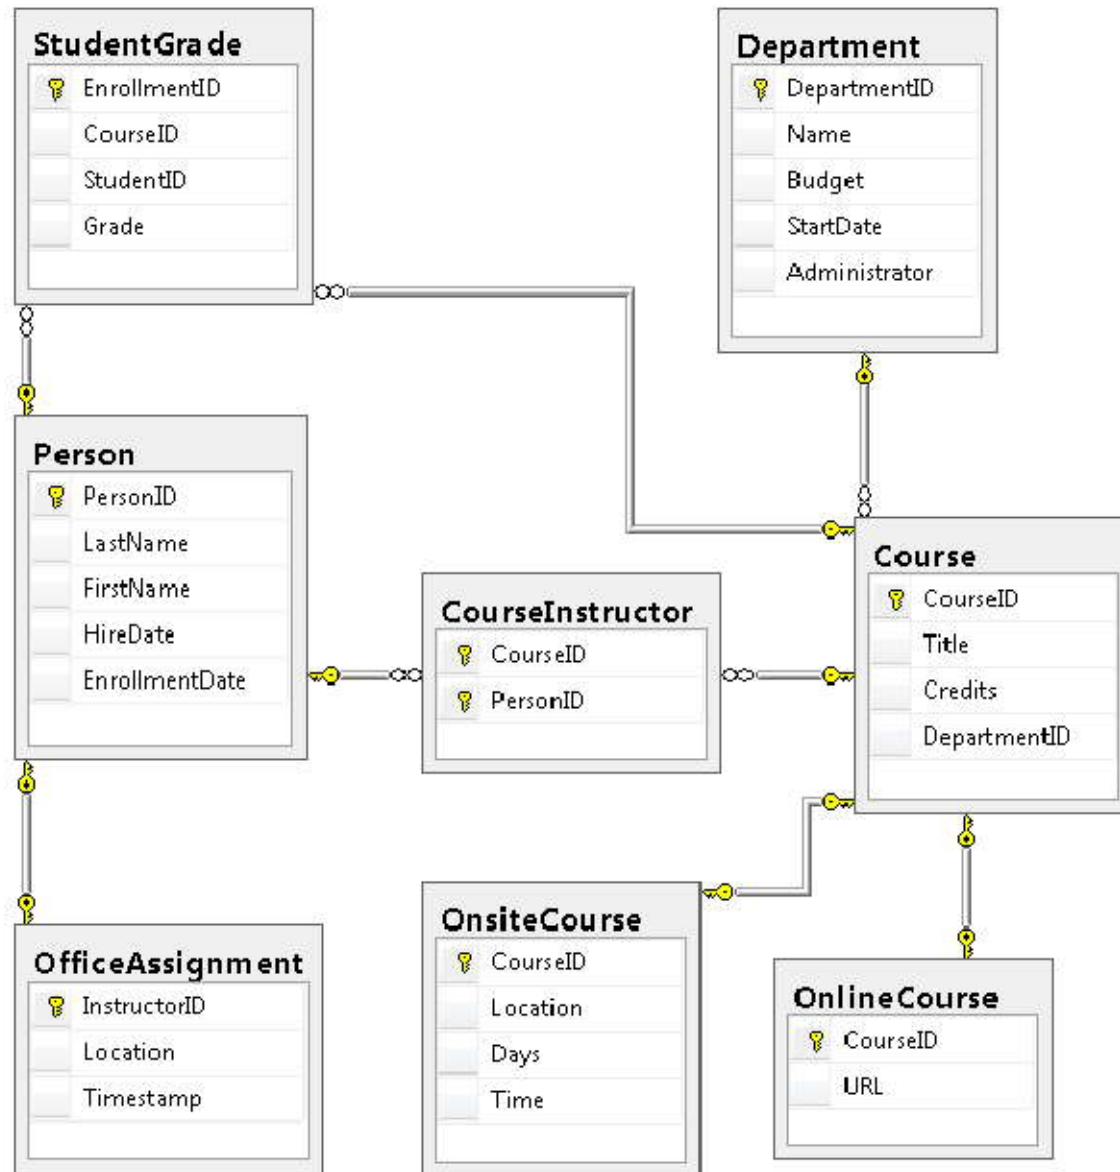 StudentGrade
EnrollmentID
CourseID
StudentID
Grade
Department
DepartmentID
Name
Budget
StartDate
Administrator
Person
PersonID
LastName
FirstName
HireDate
EnrollmentDate
CourseInstructor
CourseID
PersonID
Course
CourseID
Title
Credits
DepartmentID
OfficeAssignment
InstructorID
Location
Timestamp
OnsiteCourse
CourseID
Location
Days
Time
OnlineCourse
CourseID
URL